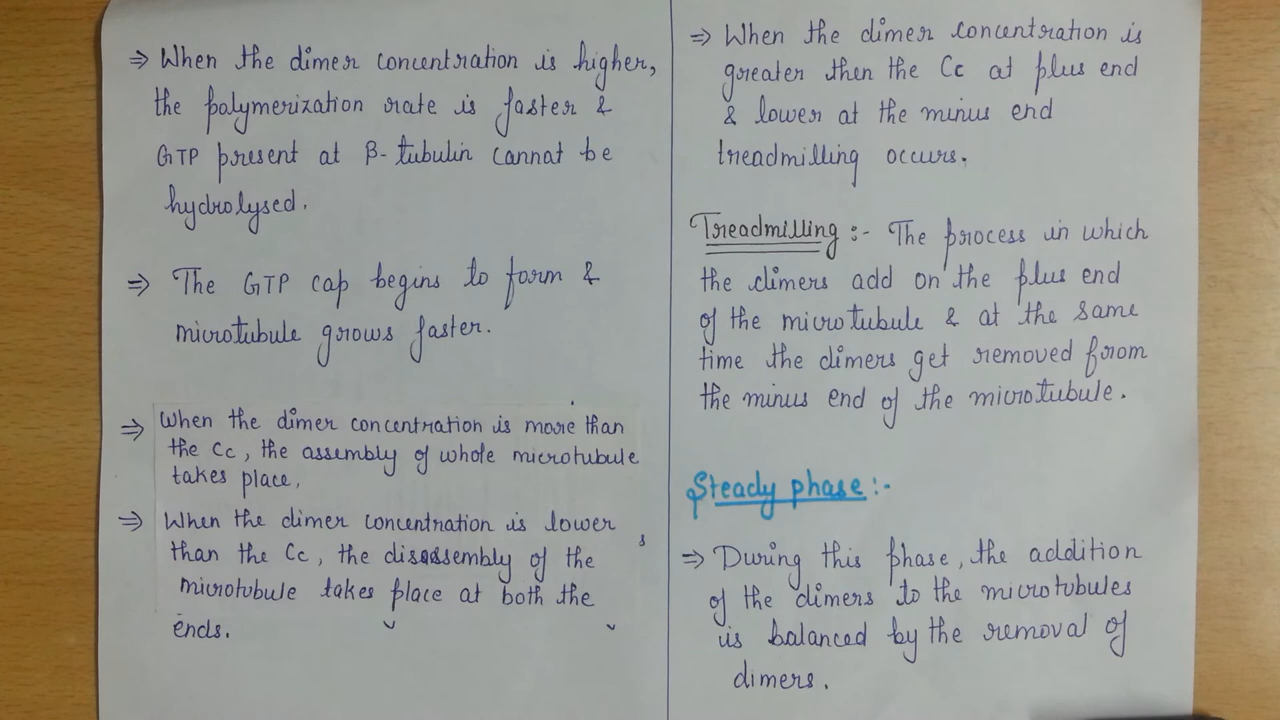 ⇒ When the dimer concentration is higher,
the polymerization rate is faster &
GTP present at β-tubulin cannot be
hydrolysed.
⇒ The GTP cap begins to form &
microtubule grows faster.
⇒ When the dimer concentration is more than
the Cc, the assembly of whole microtubule
takes place,
⇒ When the dimer concentration is lower
than the Cc, the disassembly of the
microtubule takes place at both the
ends.
⇒ When the dimer concentration is
greater then the Cc at plus end
& lower at the minus end
treadmilling occurs.
Treadmilling :- The process in which
the dimers add on the plus end
of the microtubule & at the same
time the dimers get removed from
the minus end of the microtubule.
Steady phase :-
⇒ During this phase, the addition
of the dimers to the microtubules
is balanced by the removal of
dimers.